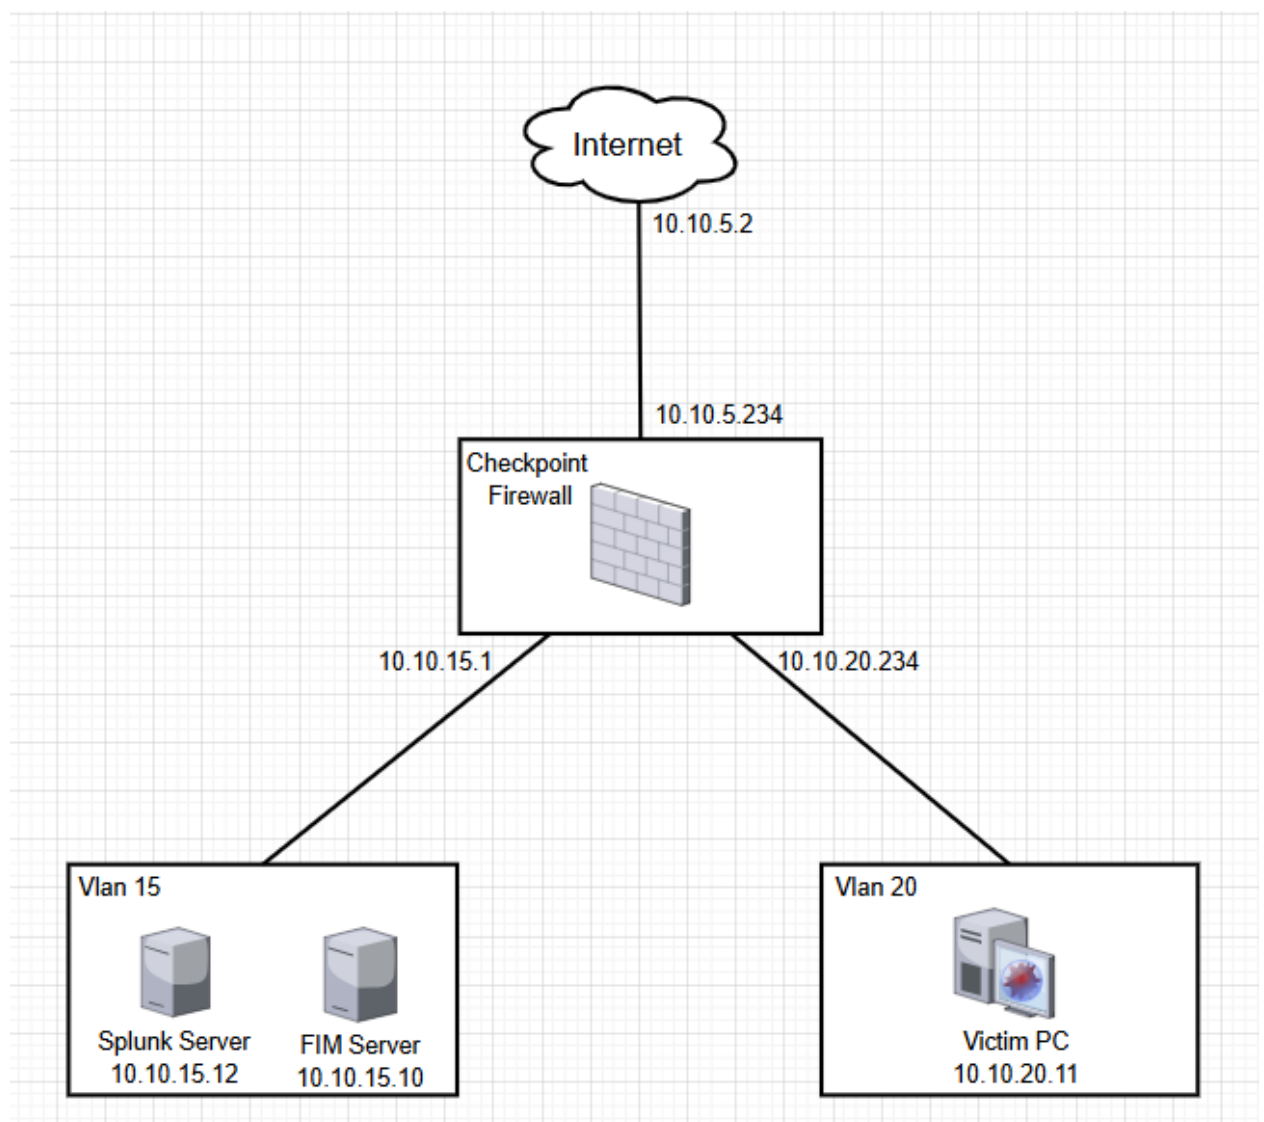 Internet
10.10.5.2
10.10.5.234
Checkpoint
Firewall
10.10.15.1
10.10.20.234
Vlan 15
Splunk Server
10.10.15.12
FIM Server
10.10.15.10
Vlan 20
Victim PC
10.10.20.11